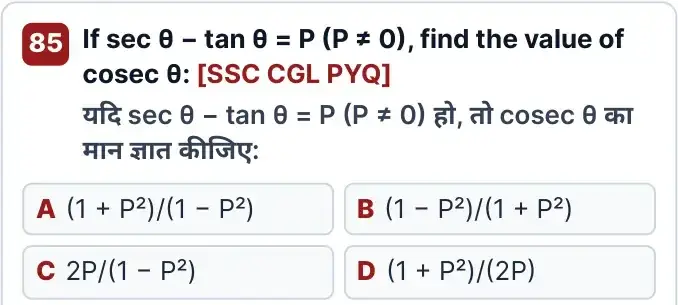 85 If sec θ − tan θ = P (P ≠ 0), find the value of
cosec θ: [SSC CGL PYQ]
यदि sec θ − tan θ = P (P ≠ 0) हो, तो cosec θ का
मान ज्ञात कीजिए:
A (1 + P²)/(1 − P²)
B (1 − P²)/(1 + P²)
C 2P/(1 − P²)
D (1 + P²)/(2P)